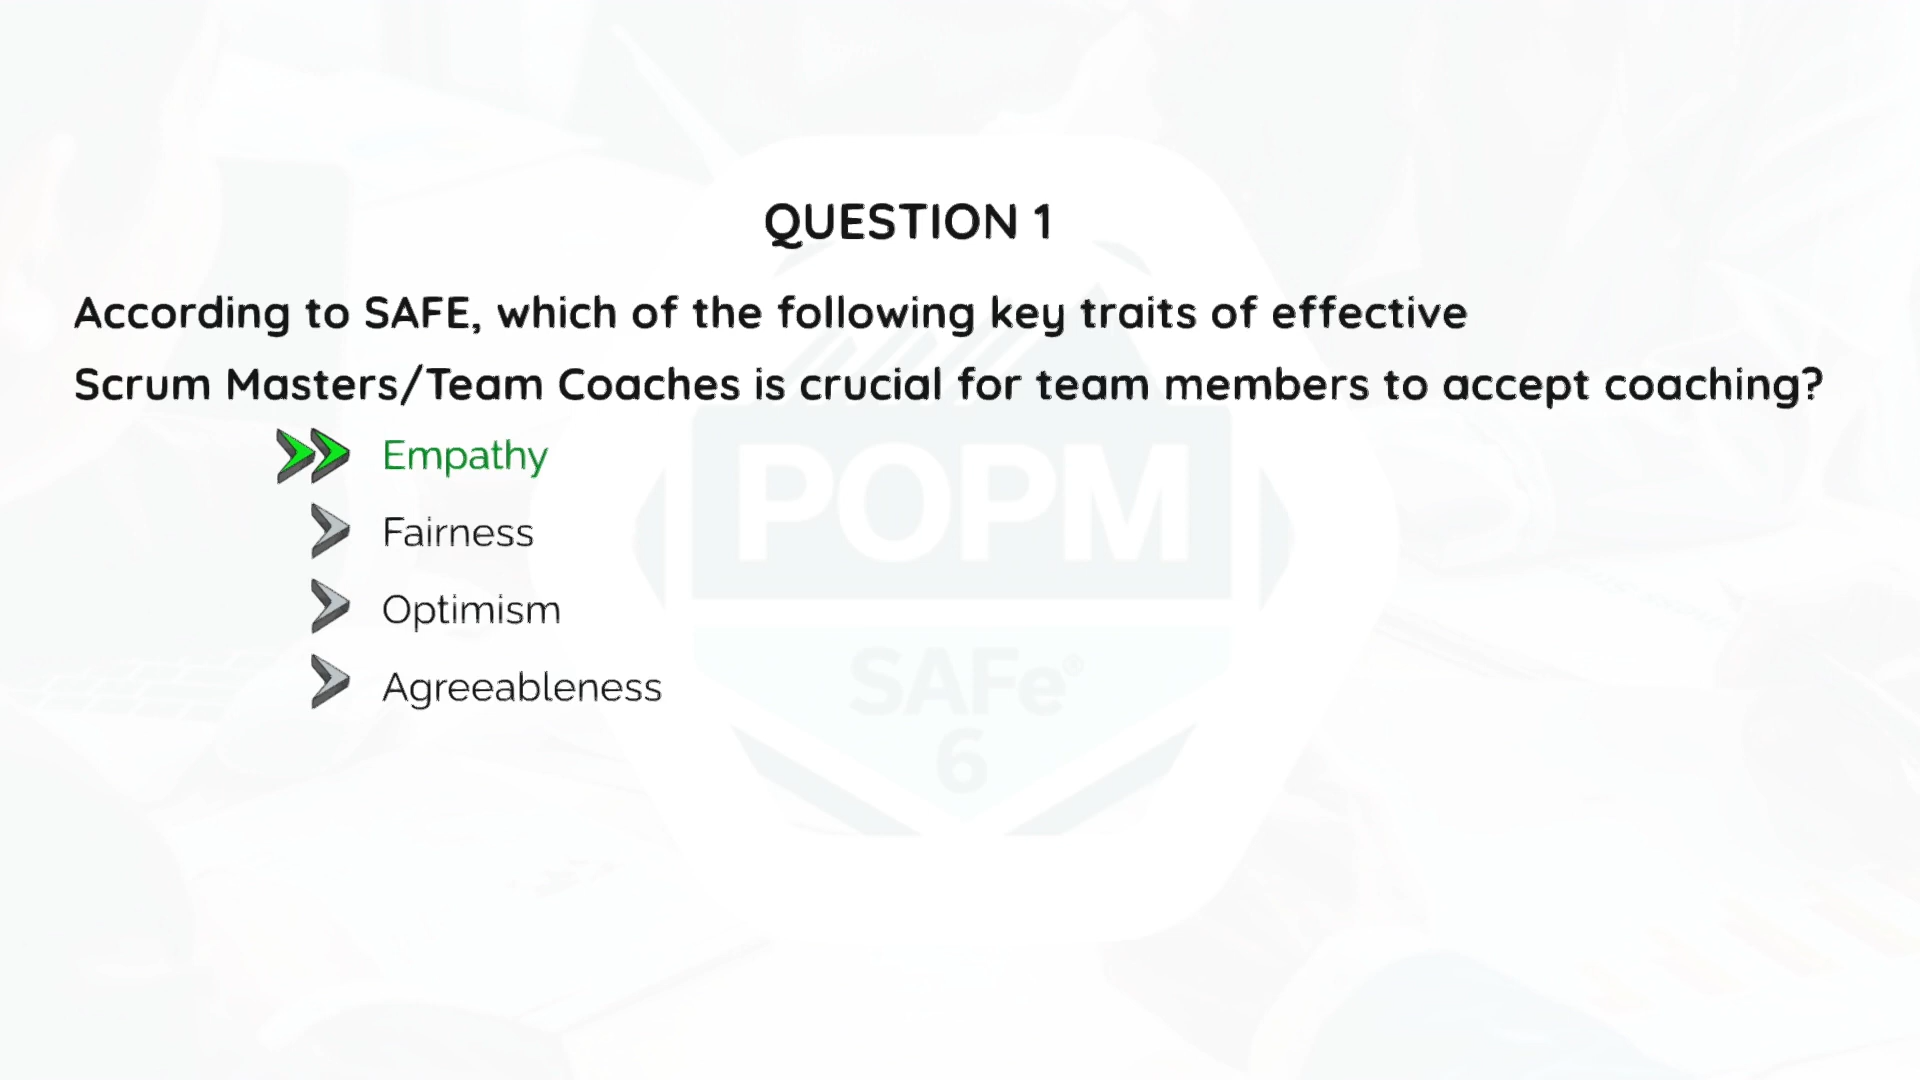 QUESTION 1
According to SAFE, which of the following key traits of effective
Scrum Masters/Team Coaches is crucial for team members to accept coaching?
Empathy
Fairness
Optimism
Agreeableness
POPM
SAFe®
6